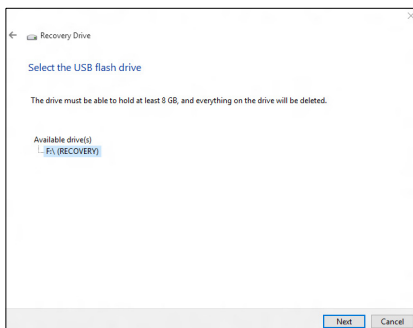 Recovery Drive
Select the USB flash drive
The drive must be able to hold at least 8 GB, and everything on the drive will be deleted.
Available drive(s)
F:\ (RECOVERY)
Next Cancel